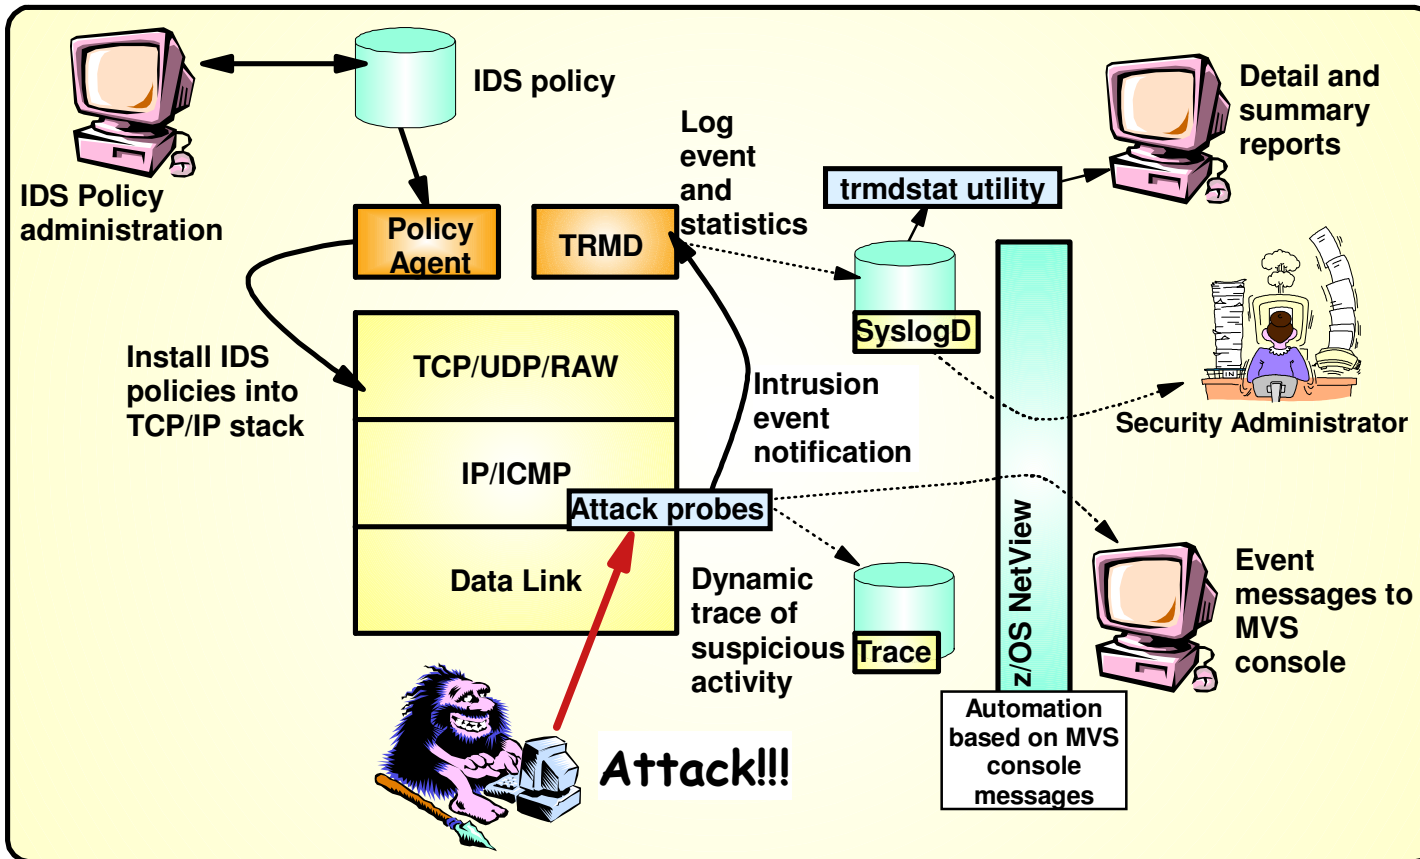 IDS policy
IDS Policy
administration
Log
event
and
statistics
Detail and
summary
reports
trmdstat utility
Policy
Agent
TRMD
SyslogD
Install IDS
policies into
TCP/IP stack
TCP/UDP/RAW
Intrusion
event
notification
Security Administrator
IP/ICMP
Attack probes
Data Link
Dynamic
trace of
suspicious
activity
Trace
z/OS NetView
Event
messages to
MVS
console
Automation
based on MVS
console
messages
Attack!!!